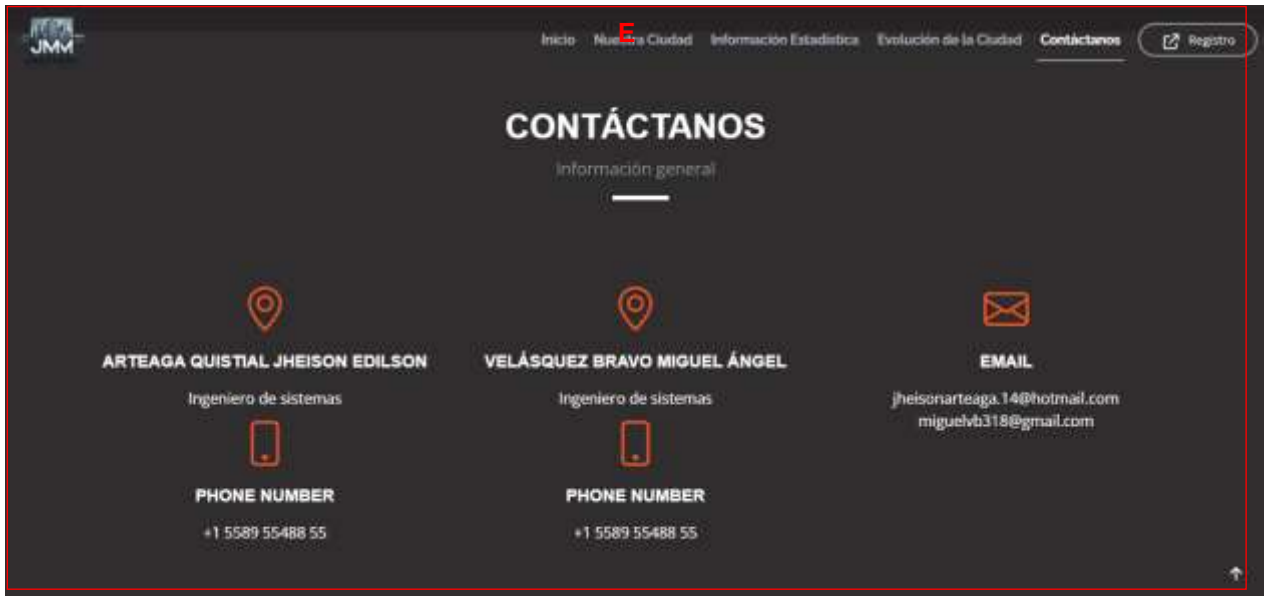 JMM
E
Inicio Nuestra Ciudad Información Estadística Evolución de la Ciudad Contáctanos Registro
CONTÁCTANOS
Información general
ARTEAGA QUISTIAL JHEISON EDILSON VELÁSQUEZ BRAVO MIGUEL ÁNGEL EMAIL
Ingeniero de sistemas Ingeniero de sistemas jheisonarteaga.14@hotmail.com
miguelvb318@gmail.com
PHONE NUMBER PHONE NUMBER
+1 5589 55488 55 +1 5589 55488 55